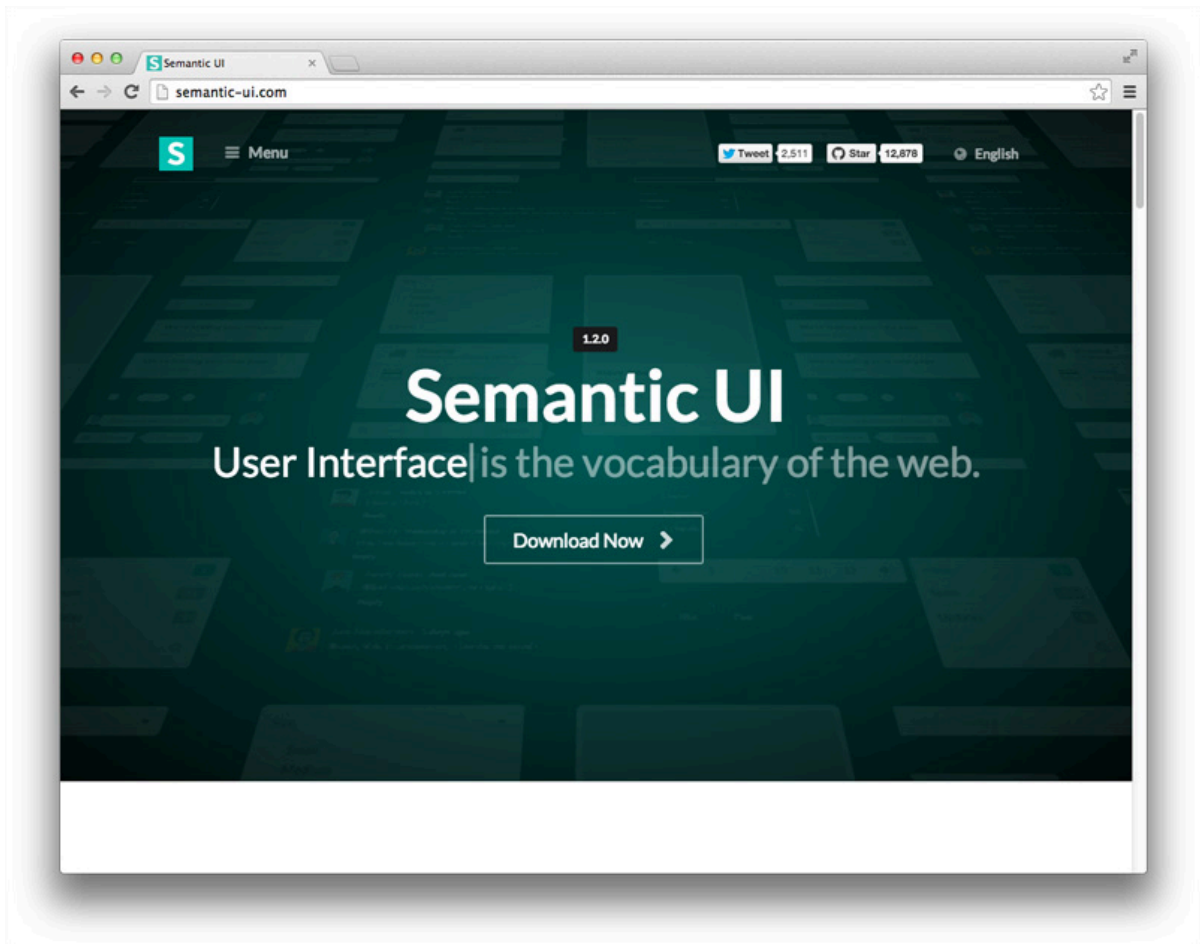 Semantic UI
semantic-ui.com
S Menu Tweet 2,511 Star 12,878 English
1.2.0
Semantic UI
User Interface is the vocabulary of the web.
Download Now